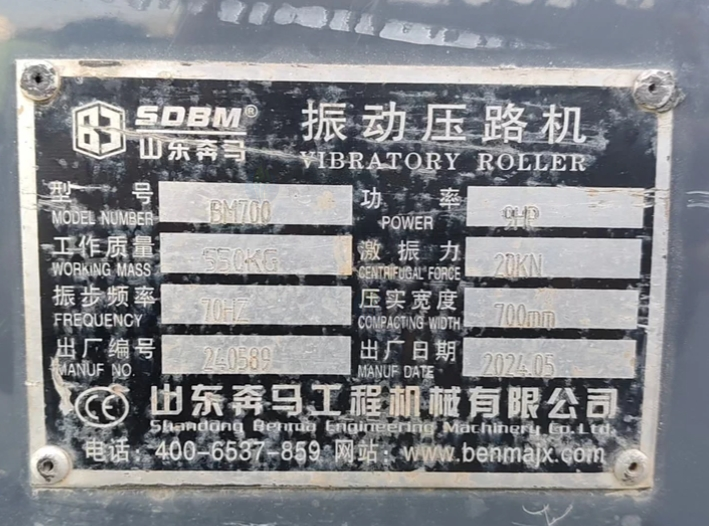 SDBM®
山东奔马
振动压路机
VIBRATORY ROLLER
型号 BM700 功率 9HP
MODEL NUMBER POWER
工作质量 550KG 激振力 20KN
WORKING MASS CENTRIFUGAL FORCE
振步频率 70HZ 压实宽度 700mm
FREQUENCY COMPACTING WIDTH
出厂编号 240589 出厂日期 2024.05
MANUF NO. MANUF DATE
CE 山东奔马工程机械有限公司
Shandong Benma Engineering Machinery Co.Ltd.
电话：400-6537-859 网站：www.benmajx.com